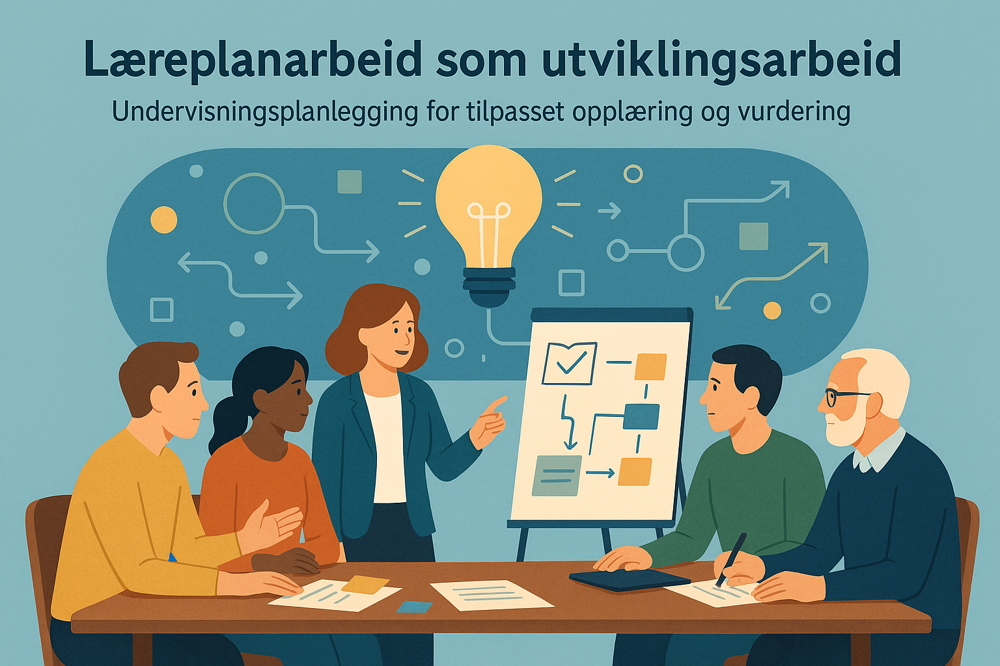 Læreplanarbeid som utviklingsarbeid
Undervisningsplanlegging for tilpasset opplæring og vurdering